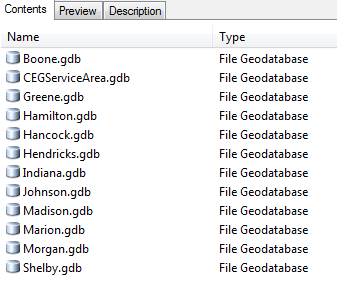 Contents Preview Description
Name Type
Boone.gdb File Geodatabase
CEGServiceArea.gdb File Geodatabase
Greene.gdb File Geodatabase
Hamilton.gdb File Geodatabase
Hancock.gdb File Geodatabase
Hendricks.gdb File Geodatabase
Indiana.gdb File Geodatabase
Johnson.gdb File Geodatabase
Madison.gdb File Geodatabase
Marion.gdb File Geodatabase
Morgan.gdb File Geodatabase
Shelby.gdb File Geodatabase